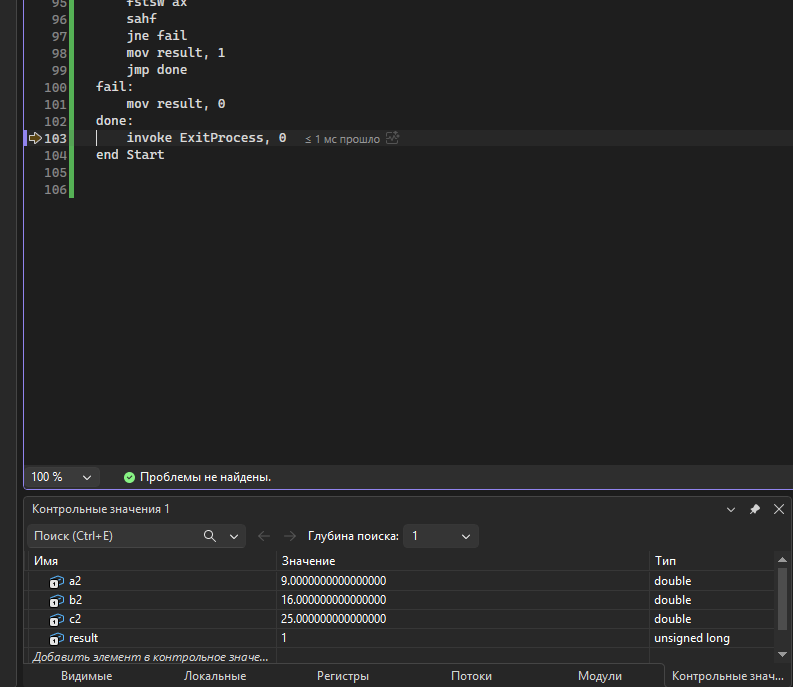 95 fstsw ax
96 sahf
97 jne fail
98 mov result, 1
99 jmp done
100 fail:
101 mov result, 0
102 done:
103 invoke ExitProcess, 0 ≤ 1 мс прошло
104 end Start
105
106
100 % Проблемы не найдены.
Контрольные значения 1
Поиск (Ctrl+E) Глубина поиска: 1
Имя Значение Тип
a2 9.0000000000000000 double
b2 16.000000000000000 double
c2 25.000000000000000 double
result 1 unsigned long
Добавить элемент в контрольное значе...
Видимые Локальные Регистры Потоки Модули Контрольные знач...